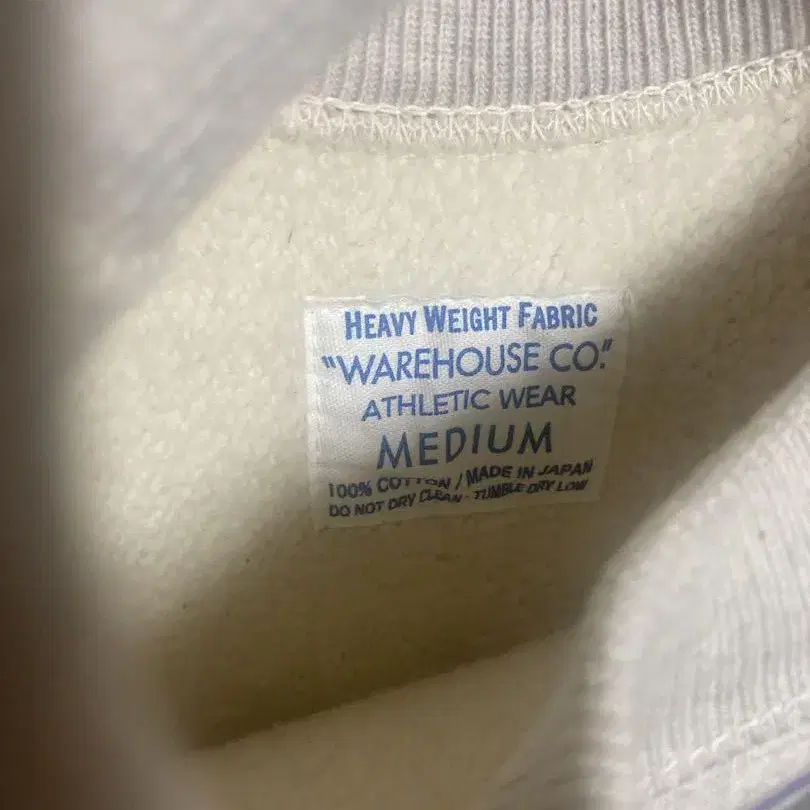 HEAVY WEIGHT FABRIC
"WAREHOUSE CO."
ATHLETIC WEAR
MEDIUM
100% COTTON / MADE IN JAPAN
DO NOT DRY CLEAN - TUMBLE DRY LOW